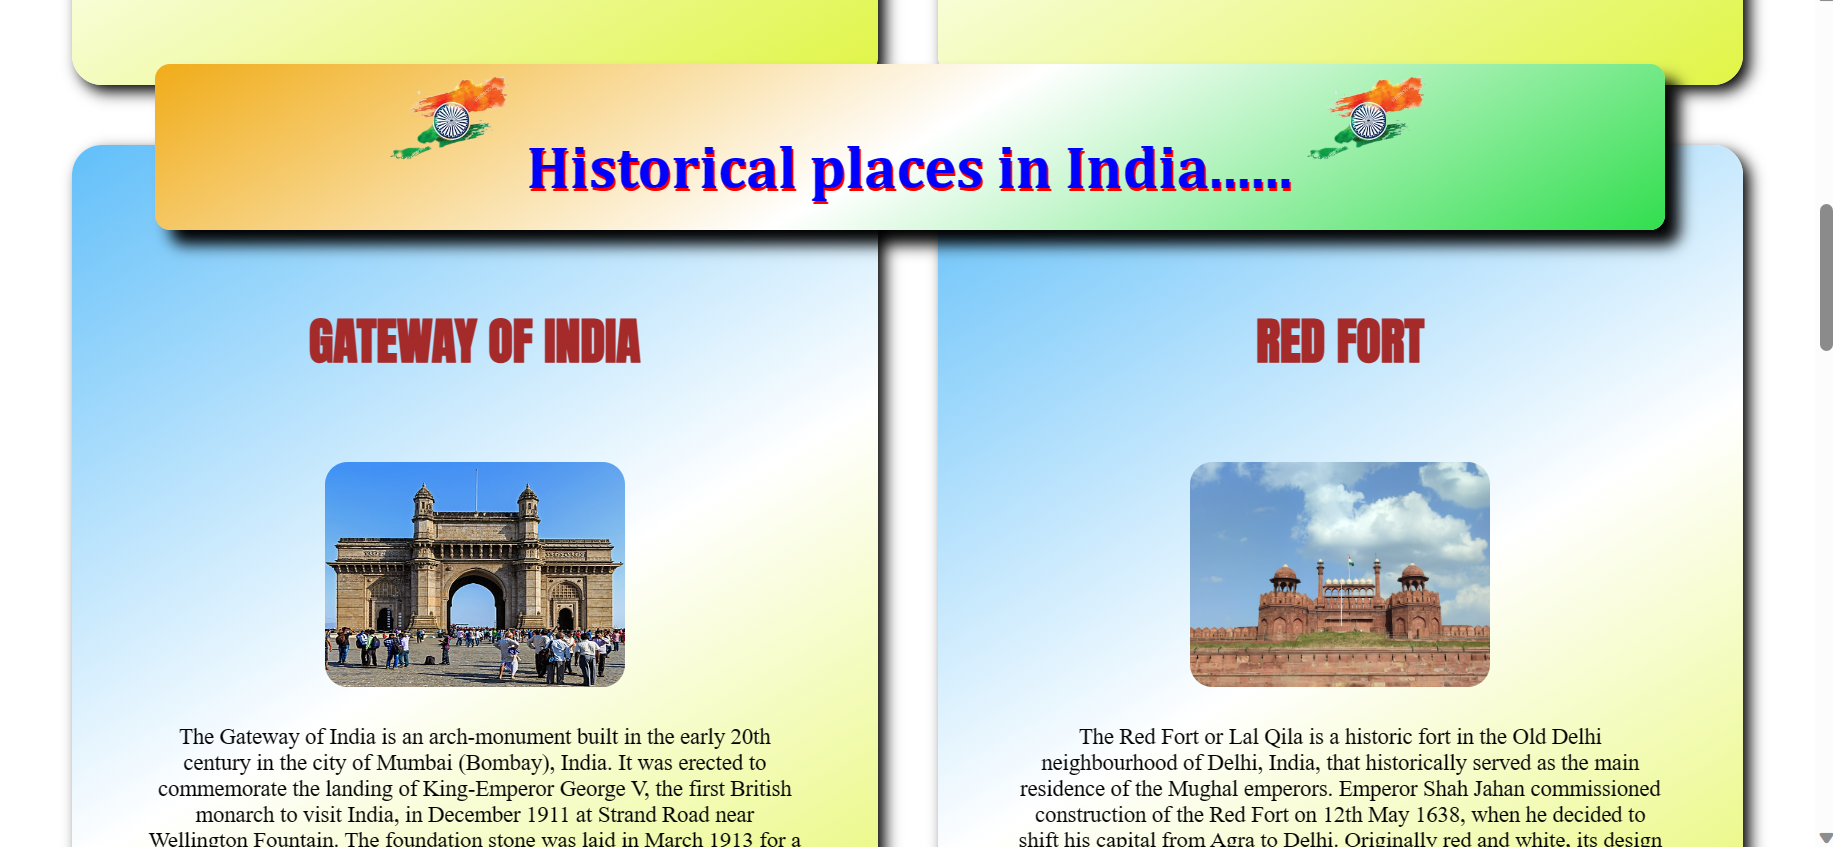 Historical places in India......
GATEWAY OF INDIA
The Gateway of India is an arch-monument built in the early 20th
century in the city of Mumbai (Bombay), India. It was erected to
commemorate the landing of King-Emperor George V, the first British
monarch to visit India, in December 1911 at Strand Road near
Wellington Fountain. The foundation stone was laid in March 1913 for a
RED FORT
The Red Fort or Lal Qila is a historic fort in the Old Delhi
neighbourhood of Delhi, India, that historically served as the main
residence of the Mughal emperors. Emperor Shah Jahan commissioned
construction of the Red Fort on 12th May 1638, when he decided to
shift his capital from Agra to Delhi. Originally red and white, its design